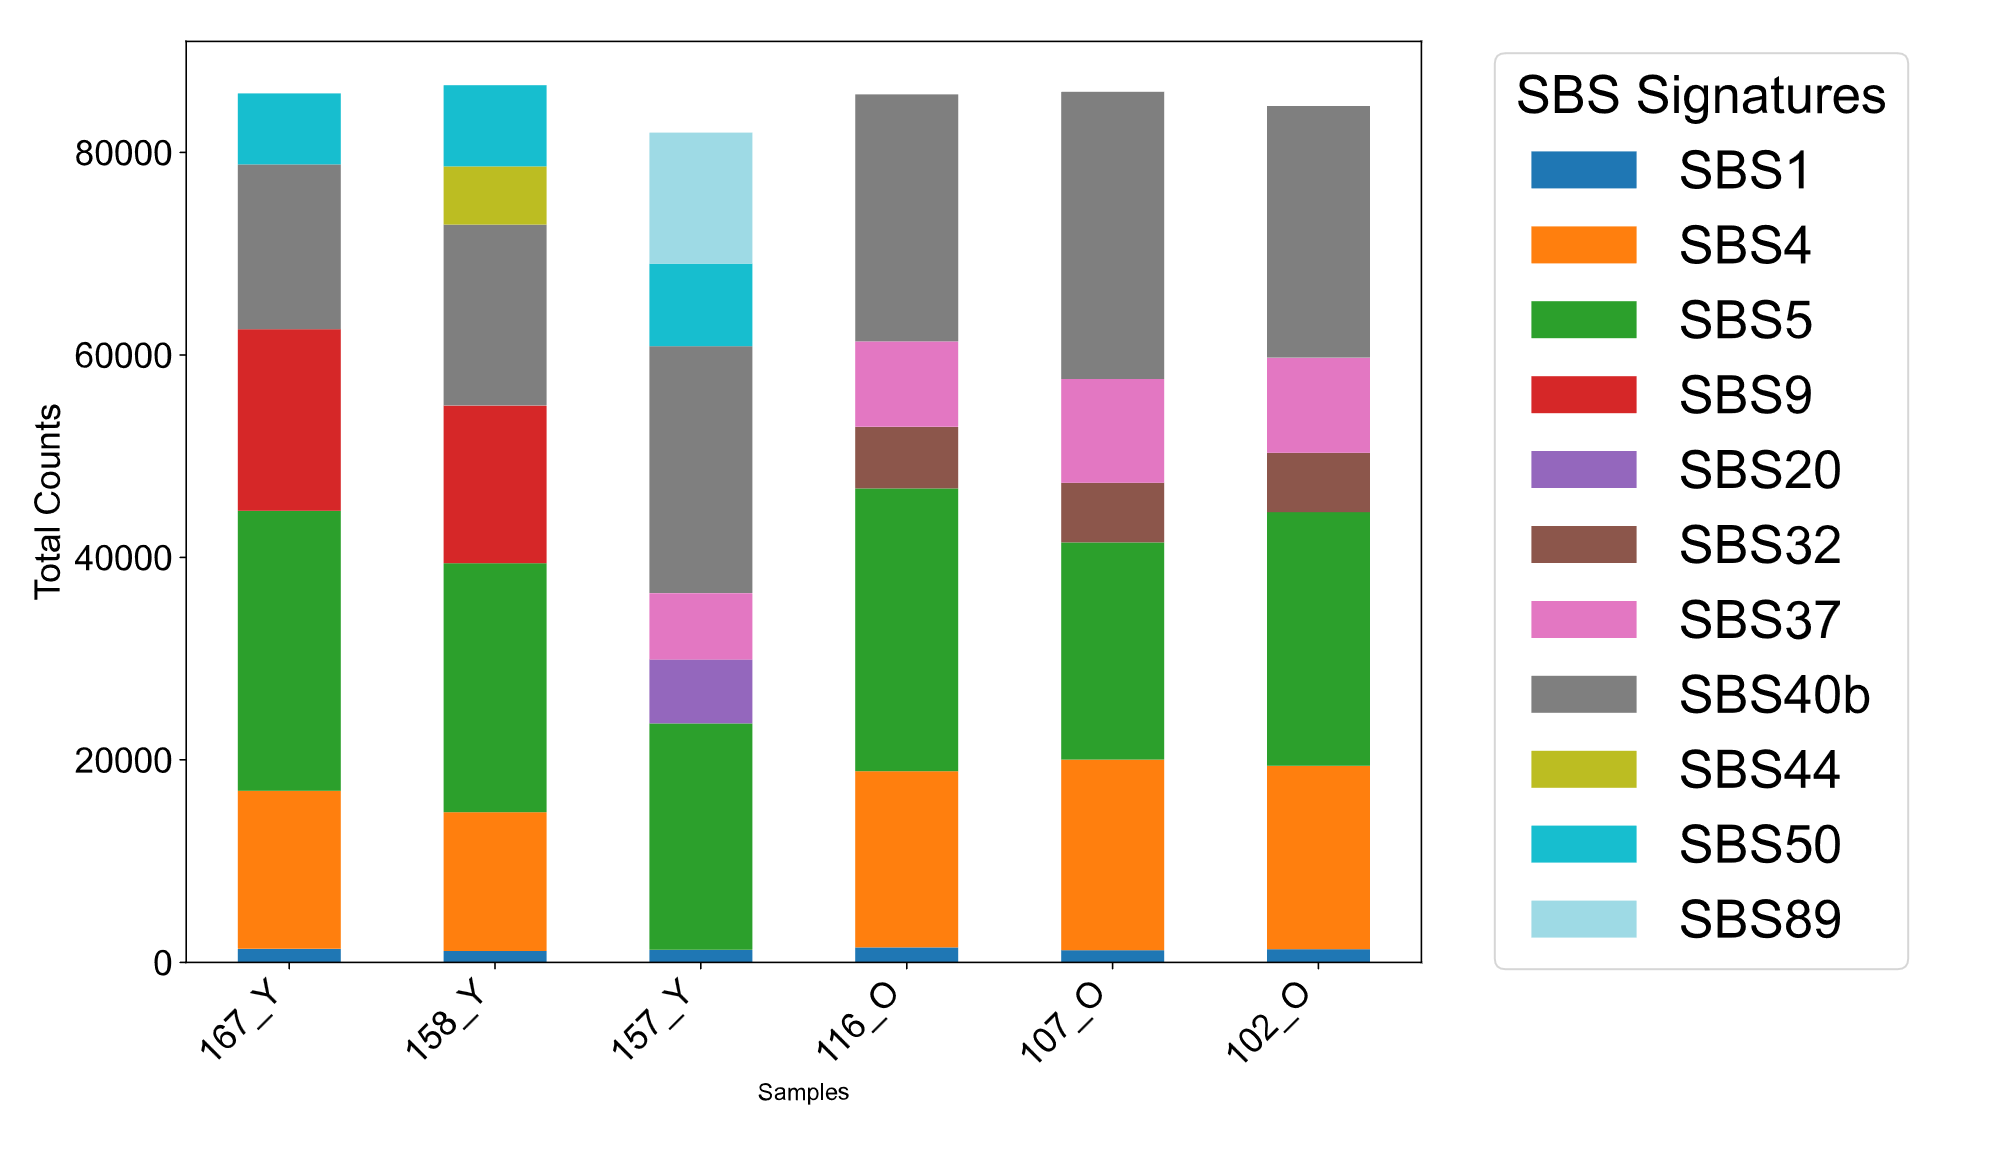 80000
60000
40000
20000
0
Total Counts
167_Y
158_Y
157_Y
116_O
107_O
102_O
Samples
SBS Signatures
SBS1
SBS4
SBS5
SBS9
SBS20
SBS32
SBS37
SBS40b
SBS44
SBS50
SBS89